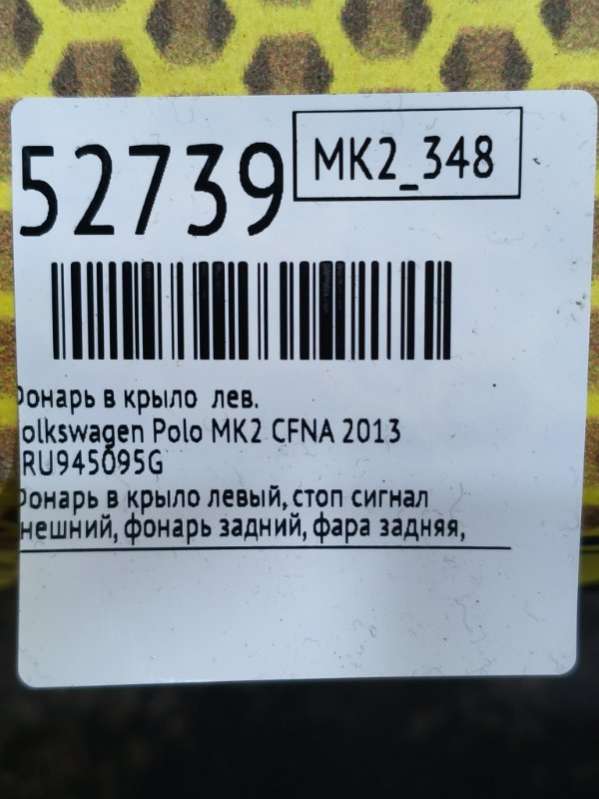 52739
MK2_348
онарь в крыло лев.
olkswagen Polo MK2 CFNA 2013
RU945095G
онарь в крыло левый, стоп сигнал
нешний, фонарь задний, фара задняя,